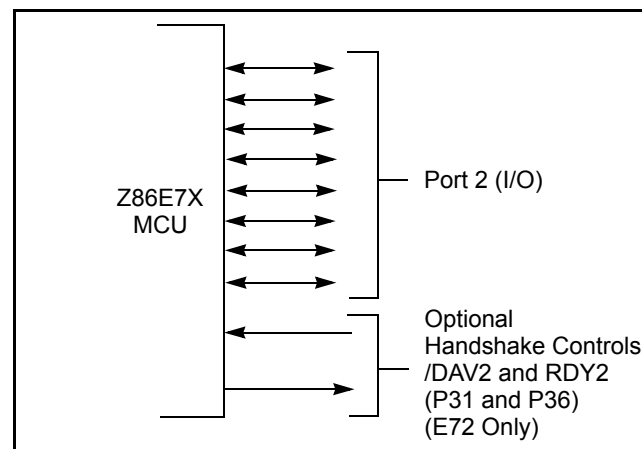 Z86E7X
MCU
Port 2 (I/O)
Optional
Handshake Controls
/DAV2 and RDY2
(P31 and P36)
(E72 Only)